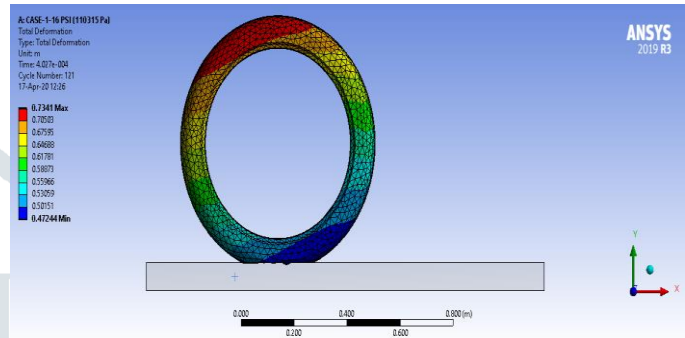 A: CASE-1-16 PSI (110315 Pa)
Total Deformation
Type: Total Deformation
Unit: m
Time: 4.027e-004
Cycle Number: 121
17-Apr-20 12:26
0.7341 Max
0.70503
0.67595
0.64688
0.61781
0.58873
0.55966
0.53059
0.50151
0.47244 Min
ANSYS
2019 R3
Y
X
0.000
0.400
0.800 (m)
0.200
0.600